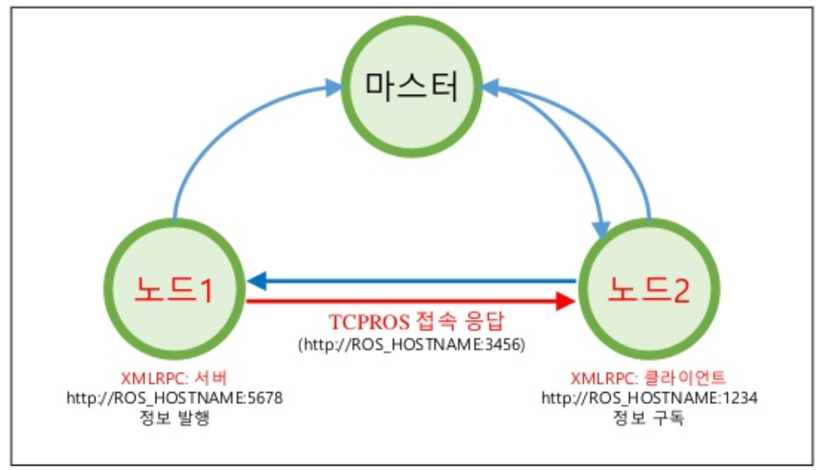 마스터
노드1
노드2
TCPROS 접속 응답
(http://ROS_HOSTNAME:3456)
XMLRPC: 서버
http://ROS_HOSTNAME:5678
정보 발행
XMLRPC: 클라이언트
http://ROS_HOSTNAME:1234
정보 구독